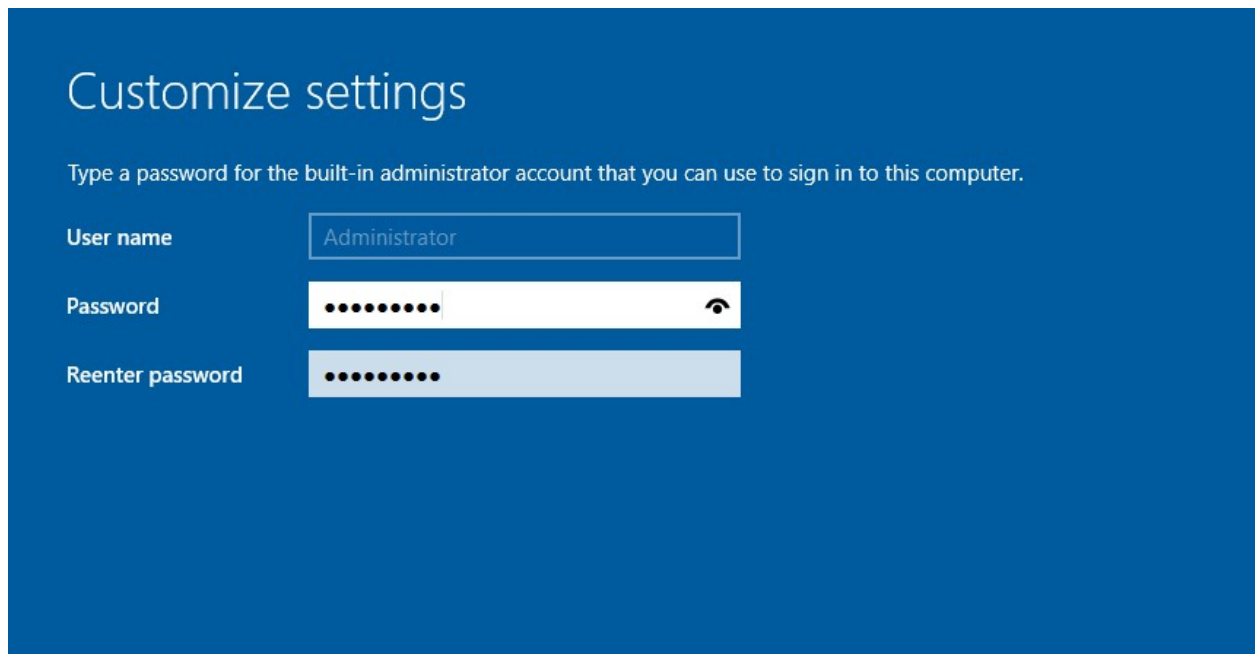 Customize settings
Type a password for the built-in administrator account that you can use to sign in to this computer.
User name Administrator
Password •••••••••
Reenter password •••••••••